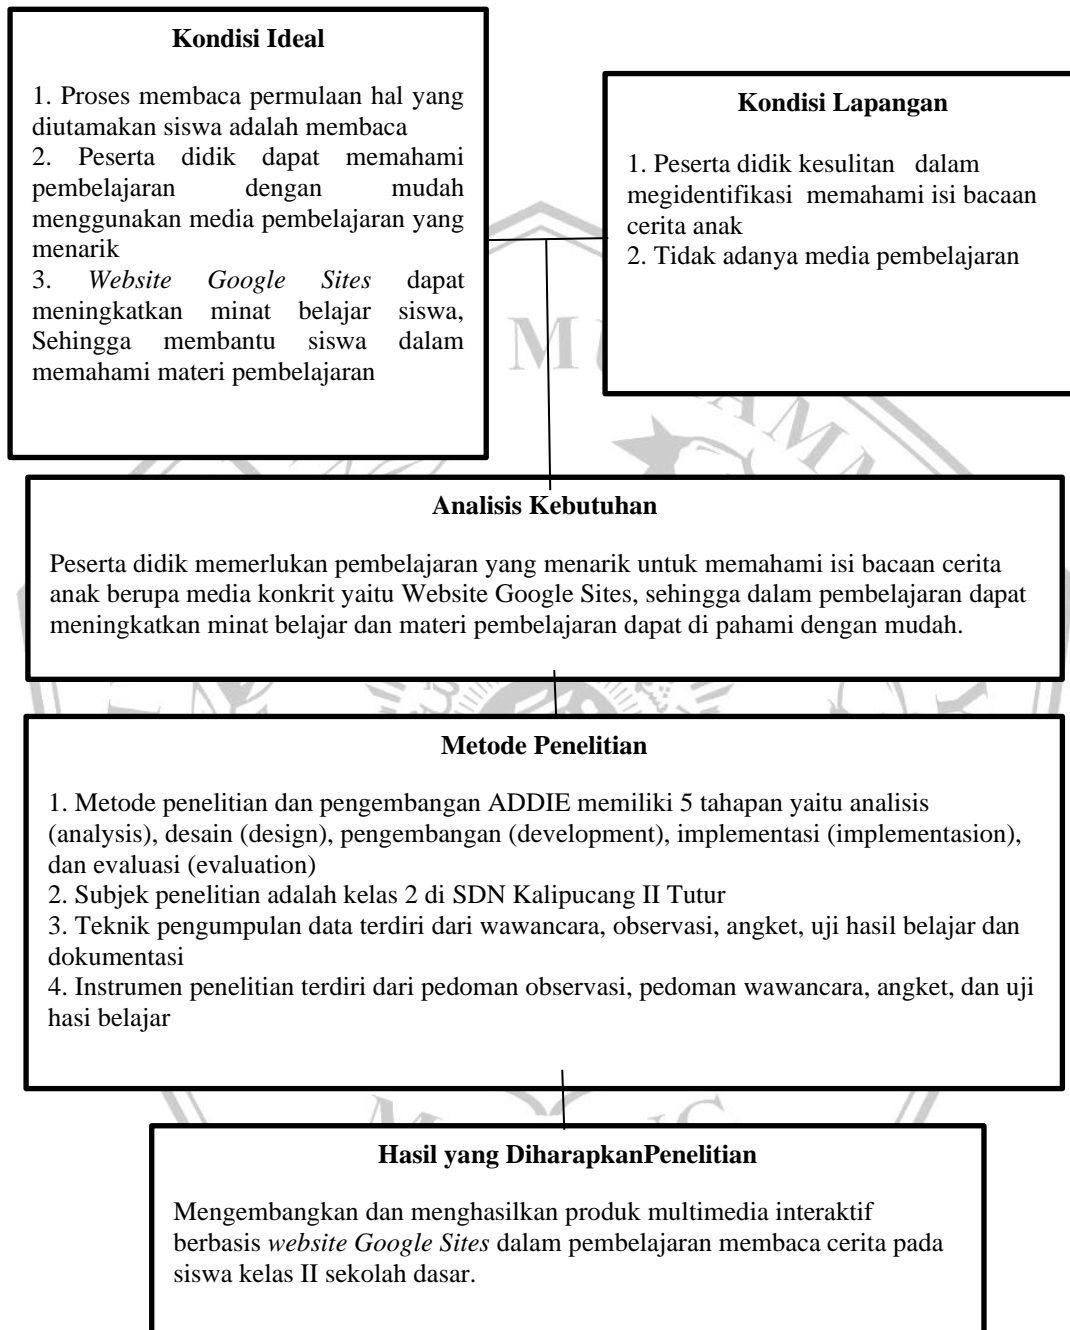 Kondisi Ideal
1. Proses membaca permulaan hal yang
diutamakan siswa adalah membaca
2. Peserta didik dapat memahami
pembelajaran dengan mudah
menggunakan media pembelajaran yang
menarik
3. Website Google Sites dapat
meningkatkan minat belajar siswa,
Sehingga membantu siswa dalam
memahami materi pembelajaran
Kondisi Lapangan
1. Peserta didik kesulitan dalam
megidentifikasi memahami isi bacaan
cerita anak
2. Tidak adanya media pembelajaran
Analisis Kebutuhan
Peserta didik memerlukan pembelajaran yang menarik untuk memahami isi bacaan cerita
anak berupa media konkrit yaitu Website Google Sites, sehingga dalam pembelajaran dapat
meningkatkan minat belajar dan materi pembelajaran dapat di pahami dengan mudah.
Metode Penelitian
1. Metode penelitian dan pengembangan ADDIE memiliki 5 tahapan yaitu analisis
(analysis), desain (design), pengembangan (development), implementasi (implementasion),
dan evaluasi (evaluation)
2. Subjek penelitian adalah kelas 2 di SDN Kalipucang II Tutur
3. Teknik pengumpulan data terdiri dari wawancara, observasi, angket, uji hasil belajar dan
dokumentasi
4. Instrumen penelitian terdiri dari pedoman observasi, pedoman wawancara, angket, dan uji
hasi belajar
Hasil yang DiharapkanPenelitian
Mengembangkan dan menghasilkan produk multimedia interaktif
berbasis website Google Sites dalam pembelajaran membaca cerita pada
siswa kelas II sekolah dasar.